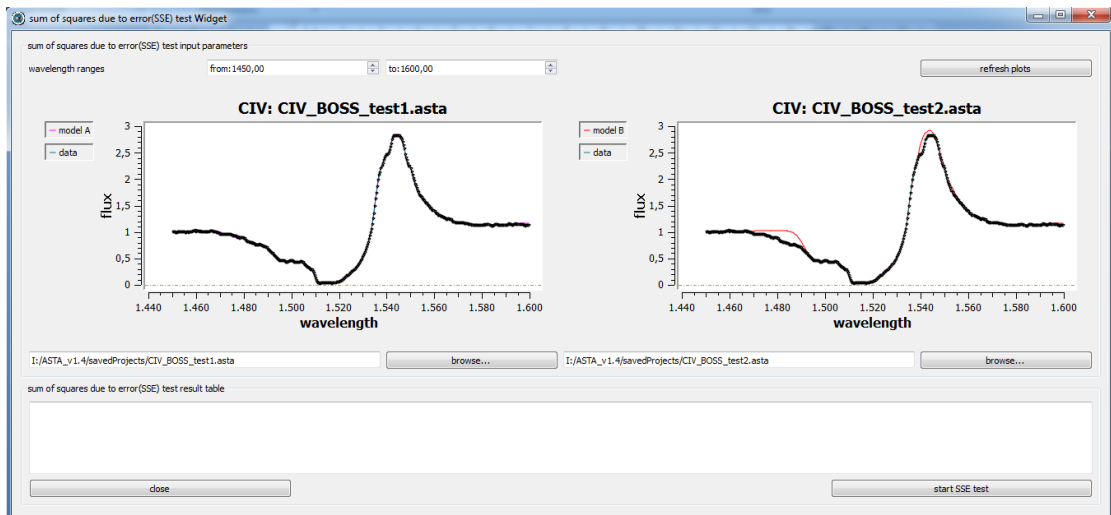 sum of squares due to error(SSE) test Widget
sum of squares due to error(SSE) test input parameters
wavelength ranges
from:1450,00
to:1600,00
refresh plots
CIV: CIV_BOSS_test1.asta
model A
data
3
2,5
2
1,5
1
0,5
0
flux
1.440 1.460 1.480 1.500 1.520 1.540 1.560 1.580 1.600
wavelength
CIV: CIV_BOSS_test2.asta
model B
data
3
2,5
2
1,5
1
0,5
0
flux
1.440 1.460 1.480 1.500 1.520 1.540 1.560 1.580 1.600
wavelength
I:/ASTA_v1.4/savedProjects/CIV_BOSS_test1.asta
browse...
I:/ASTA_v1.4/savedProjects/CIV_BOSS_test2.asta
browse...
sum of squares due to error(SSE) test result table
close
start SSE test